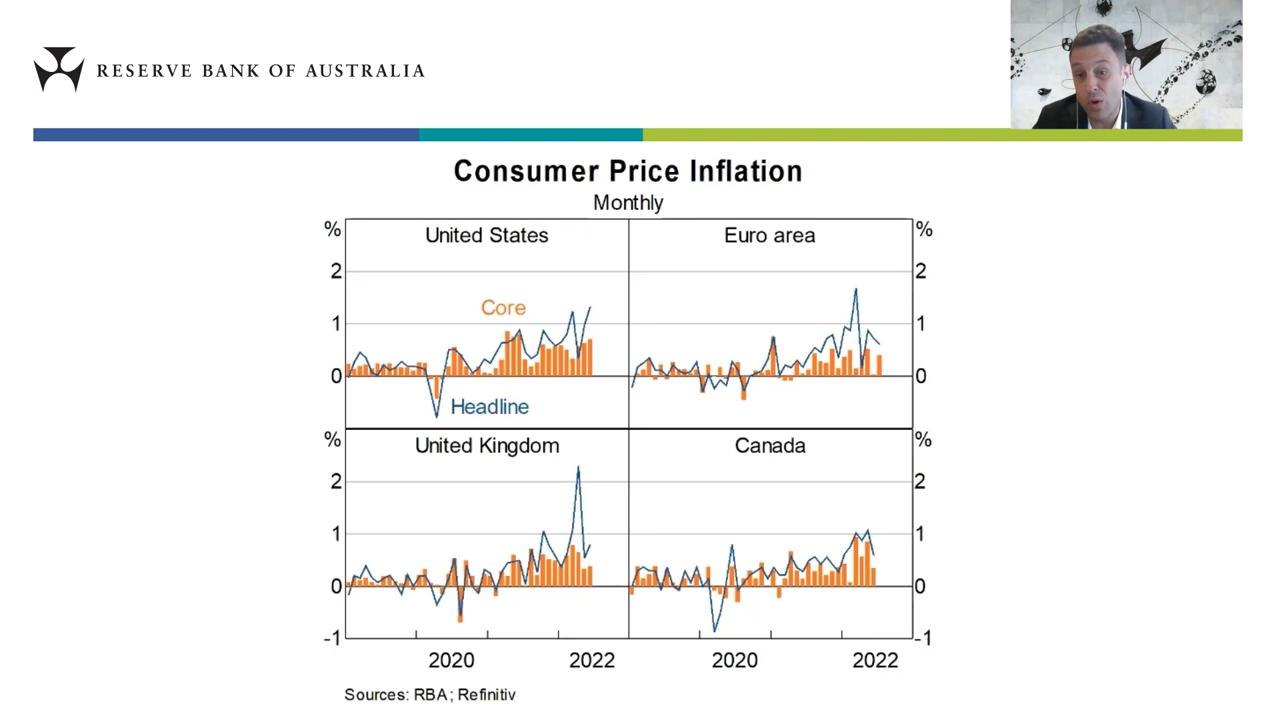 RESERVE BANK OF AUSTRALIA
Consumer Price Inflation
Monthly
% United States Euro area %
2 2
Core
1 1
0 0
Headline
% United Kingdom Canada %
2 2
1 1
0 0
-1 -1
2020 2022 2020 2022
Sources: RBA; Refinitiv